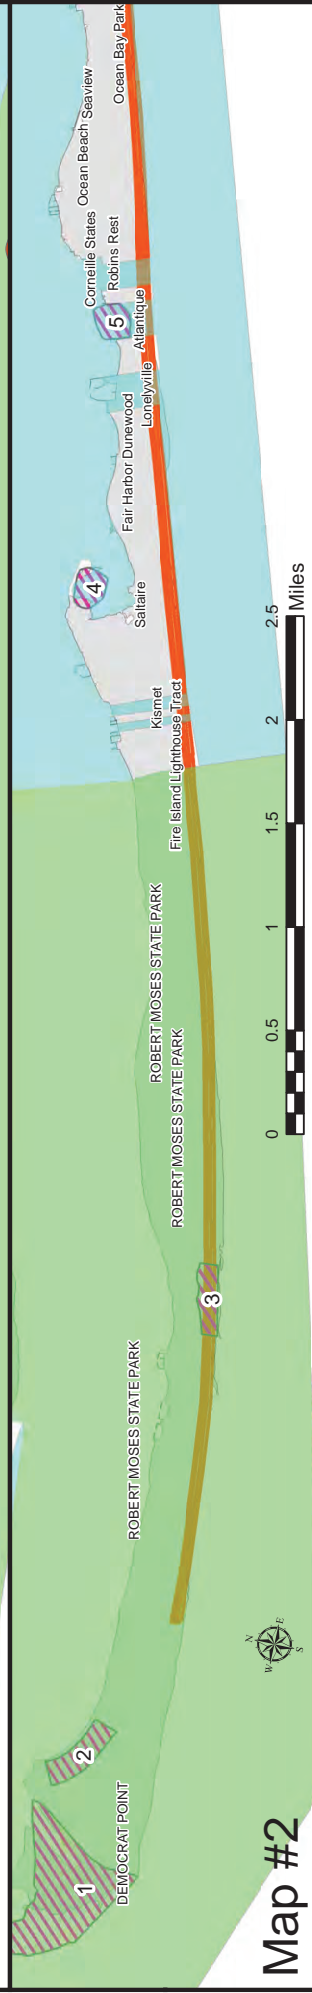 Map #2
1
DEMOCRAT POINT
2
ROBERT MOSES STATE PARK
3
ROBERT MOSES STATE PARK
ROBERT MOSES STATE PARK
Fire Island Lighthouse Tract
Kismet
Saltaire
4
Fair Harbor Dunewood
Lonelyville
Atlantique
5
Robins Rest
Corneille States
Ocean Beach Seaview
Ocean Bay Park
N
W E
S
0 0.5 1 1.5 2 2.5
Miles